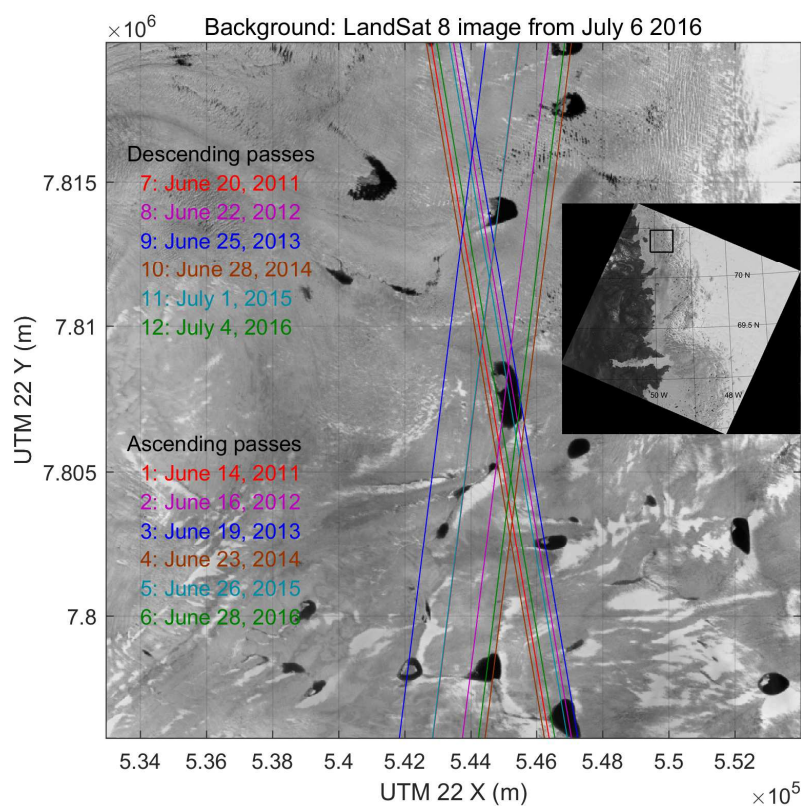 ×10⁶ Background: LandSat 8 image from July 6 2016
Descending passes
7: June 20, 2011
8: June 22, 2012
9: June 25, 2013
10: June 28, 2014
11: July 1, 2015
12: July 4, 2016
Ascending passes
1: June 14, 2011
2: June 16, 2012
3: June 19, 2013
4: June 23, 2014
5: June 26, 2015
6: June 28, 2016
7.815
7.81
7.805
7.8
UTM 22 Y (m)
70 N
69.5 N
50 W 48 W
5.34 5.36 5.38 5.4 5.42 5.44 5.46 5.48 5.5 5.52
UTM 22 X (m)
×10⁵